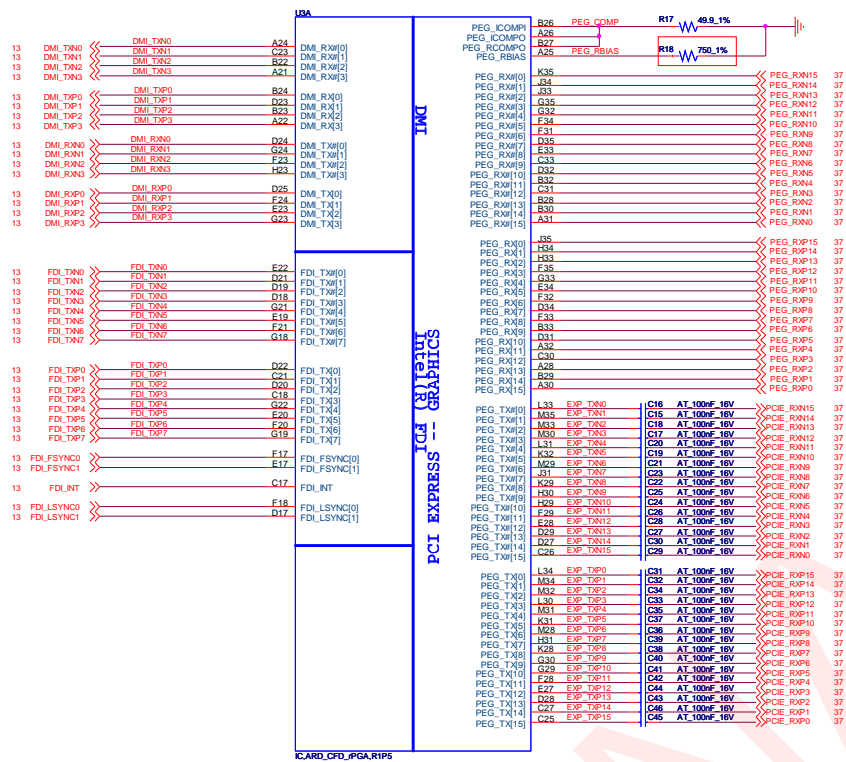 U3A
PEG_ICOMPI B26 PEG_COMP R17 49.9_1%
PEG_ICOMPO A26
PEG_RCOMPO B27
PEG_RBIAS A25 PEG_RBIAS R18 750_1%
13 DMI_TXN0 DMI_TXN0 A24 DMI_RX#[0]
13 DMI_TXN1 DMI_TXN1 C23 DMI_RX#[1]
13 DMI_TXN2 DMI_TXN2 B22 DMI_RX#[2]
13 DMI_TXN3 DMI_TXN3 A21 DMI_RX#[3]
13 DMI_TXP0 DMI_TXP0 B24 DMI_RX[0]
13 DMI_TXP1 DMI_TXP1 D23 DMI_RX[1]
13 DMI_TXP2 DMI_TXP2 B23 DMI_RX[2]
13 DMI_TXP3 DMI_TXP3 A22 DMI_RX[3]
13 DMI_RXN0 DMI_RXN0 D24 DMI_TX#[0]
13 DMI_RXN1 DMI_RXN1 G24 DMI_TX#[1]
13 DMI_RXN2 DMI_RXN2 F23 DMI_TX#[2]
13 DMI_RXN3 DMI_RXN3 H23 DMI_TX#[3]
13 DMI_RXP0 DMI_RXP0 D25 DMI_TX[0]
13 DMI_RXP1 DMI_RXP1 F24 DMI_TX[1]
13 DMI_RXP2 DMI_RXP2 E23 DMI_TX[2]
13 DMI_RXP3 DMI_RXP3 G23 DMI_TX[3]
DMI
13 FDI_TXN0 FDI_TXN0 E22 FDI_TX#[0]
13 FDI_TXN1 FDI_TXN1 D21 FDI_TX#[1]
13 FDI_TXN2 FDI_TXN2 D19 FDI_TX#[2]
13 FDI_TXN3 FDI_TXN3 D18 FDI_TX#[3]
13 FDI_TXN4 FDI_TXN4 G21 FDI_TX#[4]
13 FDI_TXN5 FDI_TXN5 E19 FDI_TX#[5]
13 FDI_TXN6 FDI_TXN6 F21 FDI_TX#[6]
13 FDI_TXN7 FDI_TXN7 G18 FDI_TX#[7]
13 FDI_TXP0 FDI_TXP0 D22 FDI_TX[0]
13 FDI_TXP1 FDI_TXP1 C21 FDI_TX[1]
13 FDI_TXP2 FDI_TXP2 D20 FDI_TX[2]
13 FDI_TXP3 FDI_TXP3 C18 FDI_TX[3]
13 FDI_TXP4 FDI_TXP4 G22 FDI_TX[4]
13 FDI_TXP5 FDI_TXP5 E20 FDI_TX[5]
13 FDI_TXP6 FDI_TXP6 F20 FDI_TX[6]
13 FDI_TXP7 FDI_TXP7 G19 FDI_TX[7]
13 FDI_FSYNC0 F17 FDI_FSYNC[0]
13 FDI_FSYNC1 E17 FDI_FSYNC[1]
13 FDI_INT C17 FDI_INT
13 FDI_LSYNC0 F18 FDI_LSYNC[0]
13 FDI_LSYNC1 D17 FDI_LSYNC[1]
Intel(R) FDI
PCI EXPRESS -- GRAPHICS
PEG_RX#[0] K35 PEG_RXN15 37
PEG_RX#[1] J34 PEG_RXN14 37
PEG_RX#[2] J33 PEG_RXN13 37
PEG_RX#[3] G35 PEG_RXN12 37
PEG_RX#[4] G32 PEG_RXN11 37
PEG_RX#[5] F34 PEG_RXN10 37
PEG_RX#[6] F31 PEG_RXN9 37
PEG_RX#[7] D35 PEG_RXN8 37
PEG_RX#[8] E33 PEG_RXN7 37
PEG_RX#[9] C33 PEG_RXN6 37
PEG_RX#[10] D32 PEG_RXN5 37
PEG_RX#[11] B32 PEG_RXN4 37
PEG_RX#[12] C31 PEG_RXN3 37
PEG_RX#[13] B28 PEG_RXN2 37
PEG_RX#[14] B30 PEG_RXN1 37
PEG_RX#[15] A31 PEG_RXN0 37
PEG_RX[0] J35 PEG_RXP15 37
PEG_RX[1] H34 PEG_RXP14 37
PEG_RX[2] H33 PEG_RXP13 37
PEG_RX[3] F35 PEG_RXP12 37
PEG_RX[4] G33 PEG_RXP11 37
PEG_RX[5] E34 PEG_RXP10 37
PEG_RX[6] F32 PEG_RXP9 37
PEG_RX[7] D34 PEG_RXP8 37
PEG_RX[8] F33 PEG_RXP7 37
PEG_RX[9] B33 PEG_RXP6 37
PEG_RX[10] D31 PEG_RXP5 37
PEG_RX[11] A32 PEG_RXP4 37
PEG_RX[12] C30 PEG_RXP3 37
PEG_RX[13] A28 PEG_RXP2 37
PEG_RX[14] B29 PEG_RXP1 37
PEG_RX[15] A30 PEG_RXP0 37
PEG_TX#[0] L33 EXP_TXN0 C16 AT_100nF_16V PCIE_RXN15 37
PEG_TX#[1] M35 EXP_TXN1 C15 AT_100nF_16V PCIE_RXN14 37
PEG_TX#[2] M33 EXP_TXN2 C18 AT_100nF_16V PCIE_RXN13 37
PEG_TX#[3] M30 EXP_TXN3 C17 AT_100nF_16V PCIE_RXN12 37
PEG_TX#[4] L31 EXP_TXN4 C20 AT_100nF_16V PCIE_RXN11 37
PEG_TX#[5] K32 EXP_TXN5 C19 AT_100nF_16V PCIE_RXN10 37
PEG_TX#[6] M29 EXP_TXN6 C21 AT_100nF_16V PCIE_RXN9 37
PEG_TX#[7] J31 EXP_TXN7 C23 AT_100nF_16V PCIE_RXN8 37
PEG_TX#[8] K29 EXP_TXN8 C22 AT_100nF_16V PCIE_RXN7 37
PEG_TX#[9] H30 EXP_TXN9 C25 AT_100nF_16V PCIE_RXN6 37
PEG_TX#[10] H29 EXP_TXN10 C24 AT_100nF_16V PCIE_RXN5 37
PEG_TX#[11] F29 EXP_TXN11 C26 AT_100nF_16V PCIE_RXN4 37
PEG_TX#[12] E28 EXP_TXN12 C28 AT_100nF_16V PCIE_RXN3 37
PEG_TX#[13] D29 EXP_TXN13 C27 AT_100nF_16V PCIE_RXN2 37
PEG_TX#[14] D27 EXP_TXN14 C30 AT_100nF_16V PCIE_RXN1 37
PEG_TX#[15] C26 EXP_TXN15 C29 AT_100nF_16V PCIE_RXN0 37
PEG_TX[0] L34 EXP_TXP0 C31 AT_100nF_16V PCIE_RXP15 37
PEG_TX[1] M34 EXP_TXP1 C32 AT_100nF_16V PCIE_RXP14 37
PEG_TX[2] M32 EXP_TXP2 C34 AT_100nF_16V PCIE_RXP13 37
PEG_TX[3] L30 EXP_TXP3 C33 AT_100nF_16V PCIE_RXP12 37
PEG_TX[4] M31 EXP_TXP4 C35 AT_100nF_16V PCIE_RXP11 37
PEG_TX[5] K31 EXP_TXP5 C37 AT_100nF_16V PCIE_RXP10 37
PEG_TX[6] M28 EXP_TXP6 C36 AT_100nF_16V PCIE_RXP9 37
PEG_TX[7] H31 EXP_TXP7 C39 AT_100nF_16V PCIE_RXP8 37
PEG_TX[8] K28 EXP_TXP8 C38 AT_100nF_16V PCIE_RXP7 37
PEG_TX[9] G30 EXP_TXP9 C40 AT_100nF_16V PCIE_RXP6 37
PEG_TX[10] G29 EXP_TXP10 C41 AT_100nF_16V PCIE_RXP5 37
PEG_TX[11] F28 EXP_TXP11 C42 AT_100nF_16V PCIE_RXP4 37
PEG_TX[12] E27 EXP_TXP12 C44 AT_100nF_16V PCIE_RXP3 37
PEG_TX[13] D28 EXP_TXP13 C43 AT_100nF_16V PCIE_RXP2 37
PEG_TX[14] C27 EXP_TXP14 C46 AT_100nF_16V PCIE_RXP1 37
PEG_TX[15] C25 EXP_TXP15 C45 AT_100nF_16V PCIE_RXP0 37
IC,ARD_CFD_rPGA,R1P5